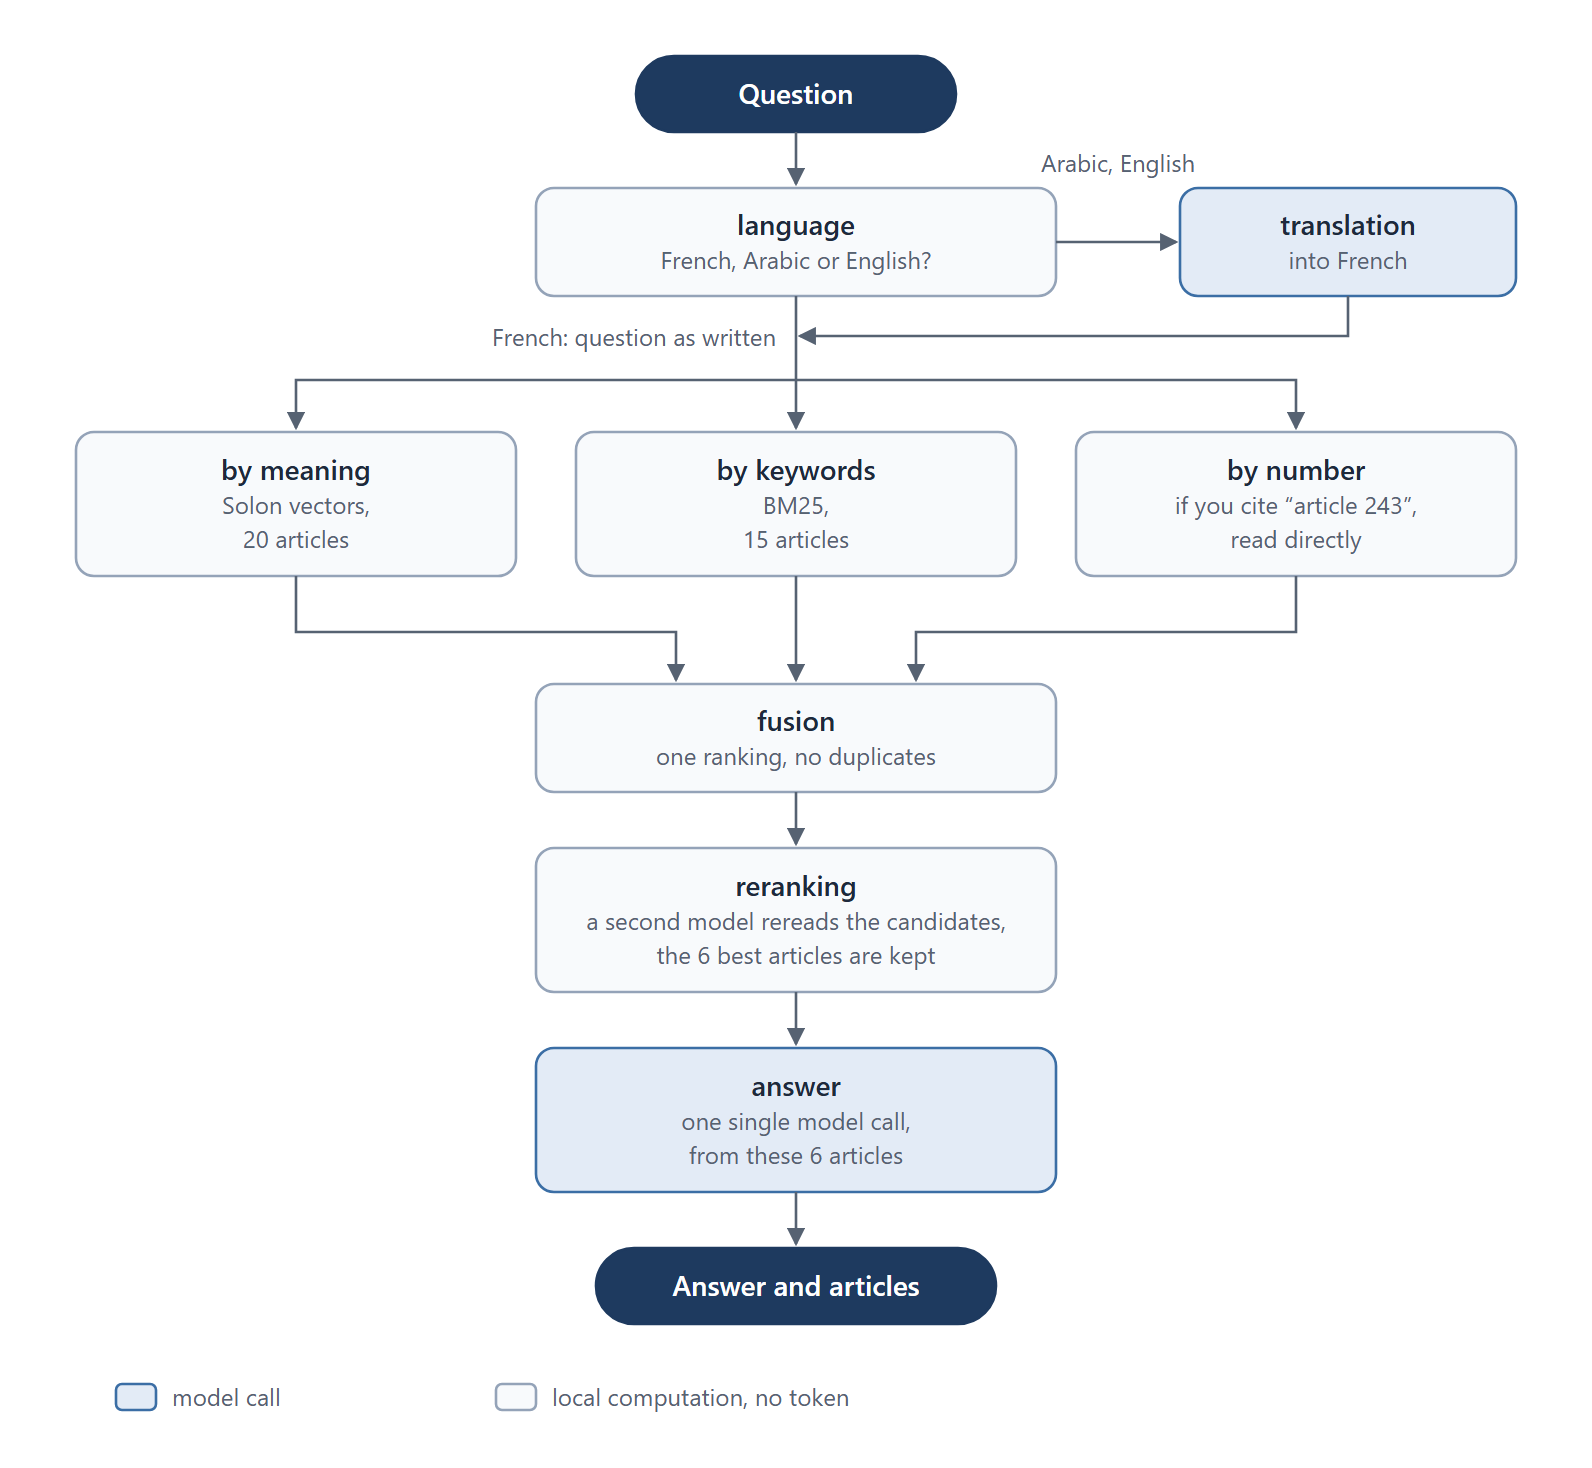 Question
Arabic, English
language
French, Arabic or English?
translation
into French
French: question as written
by meaning
Solon vectors,
20 articles
by keywords
BM25,
15 articles
by number
if you cite “article 243”,
read directly
fusion
one ranking, no duplicates
reranking
a second model rereads the candidates,
the 6 best articles are kept
answer
one single model call,
from these 6 articles
Answer and articles
model call
local computation, no token